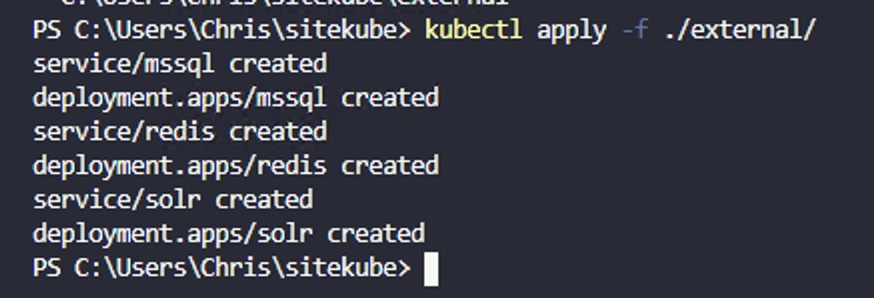 PS C:\Users\Chris\sitekube> kubectl apply -f ./external/
service/mssql created
deployment.apps/mssql created
service/redis created
deployment.apps/redis created
service/solr created
deployment.apps/solr created
PS C:\Users\Chris\sitekube>